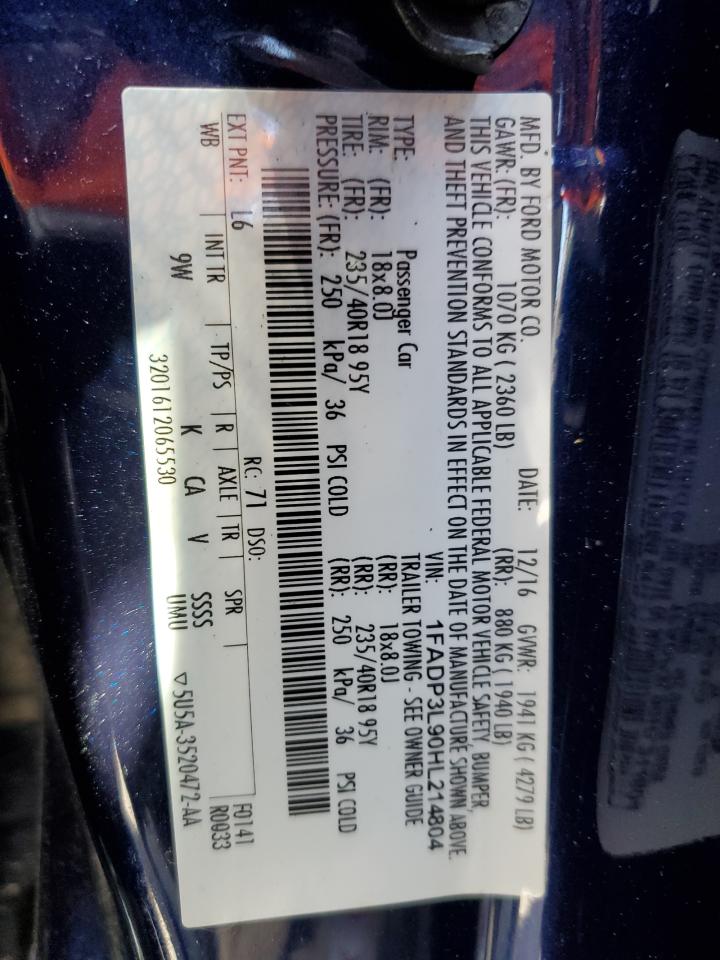 MFD. BY FORD MOTOR CO. DATE: 12/16 GVWR: 1941 KG ( 4279 LB)
GAWR: (FR): 1070 KG ( 2360 LB) (RR): 880 KG ( 1940 LB)
THIS VEHICLE CONFORMS TO ALL APPLICABLE FEDERAL MOTOR VEHICLE SAFETY, BUMPER,
AND THEFT PREVENTION STANDARDS IN EFFECT ON THE DATE OF MANUFACTURE SHOWN ABOVE.
VIN: 1FADP3L90HL214804
TYPE: Passenger Car TRAILER TOWING - SEE OWNER GUIDE
RIM: (FR): 18x8.0J (RR): 18x8.0J
TIRE: (FR): 235/40R18 95Y (RR): 235/40R18 95Y
PRESSURE: (FR): 250 kPa/ 36 PSI COLD (RR): 250 kPa/ 36 PSI COLD
F0141
EXT PNT: L6 RC: 71 DSO: R0033
WB INT TR TP/PS R AXLE TR SPR
9W K CA V SSSS
UMU
3201612065530 ▽5U5A-3520472-AA